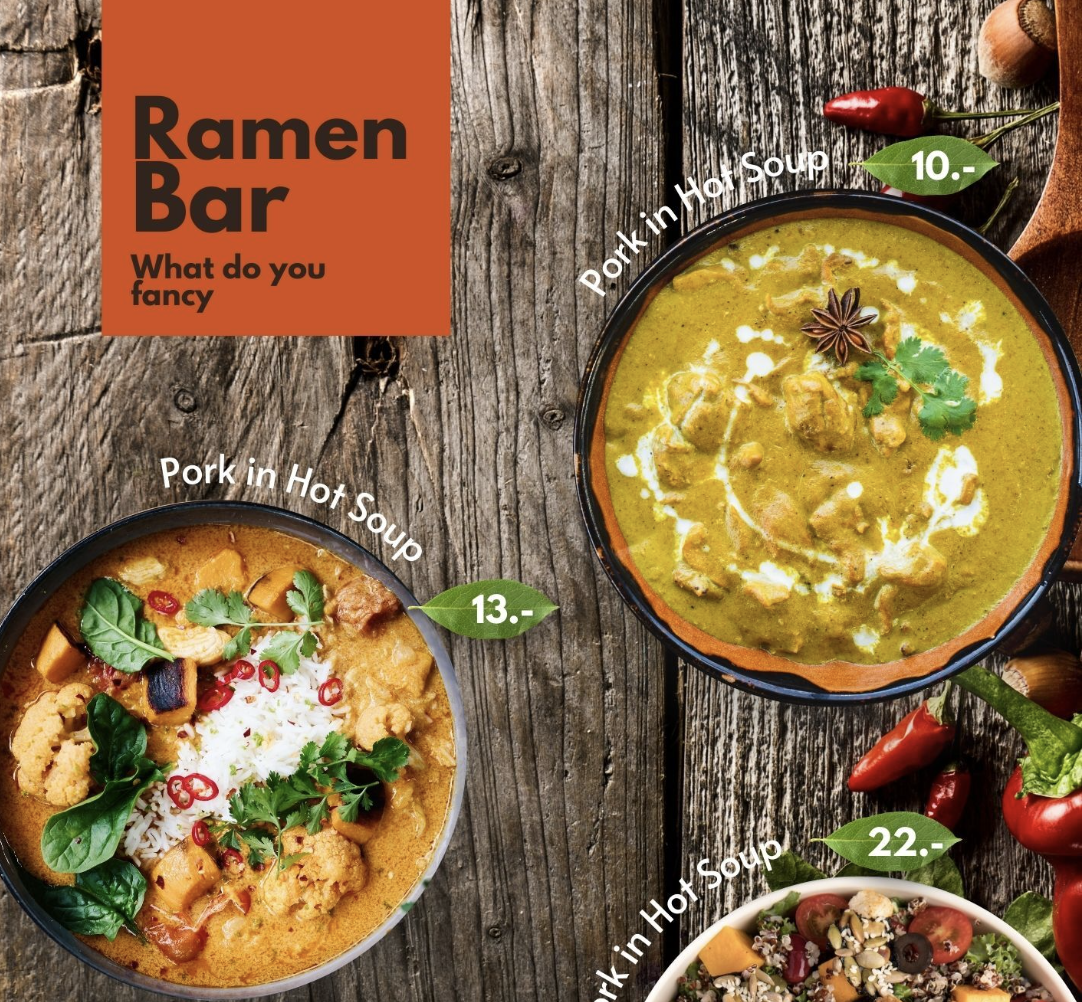 Ramen
Bar
What do you
fancy
Pork in Hot Soup
10.-
Pork in Hot Soup
13.-
in Hot Soup
22.-